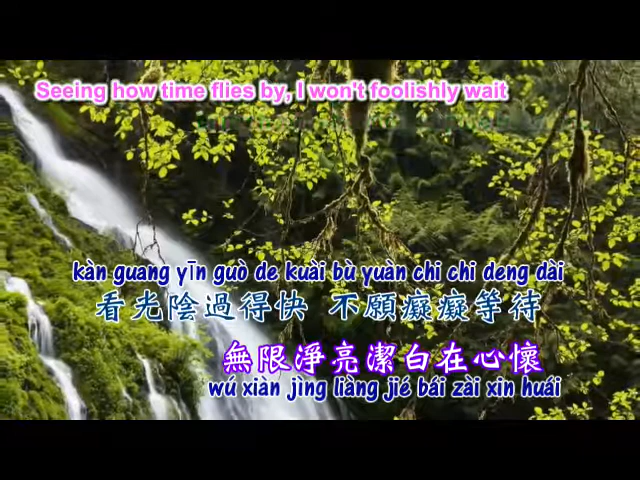 Seeing how time flies by, I won't foolishly wait
kàn guang yīn guò de kuài bù yuàn chi chi deng dài
看光陰過得快 不願癡癡等待
無限淨亮潔白在心懷
wú xiàn jìng liàng jié bái zài xin huái